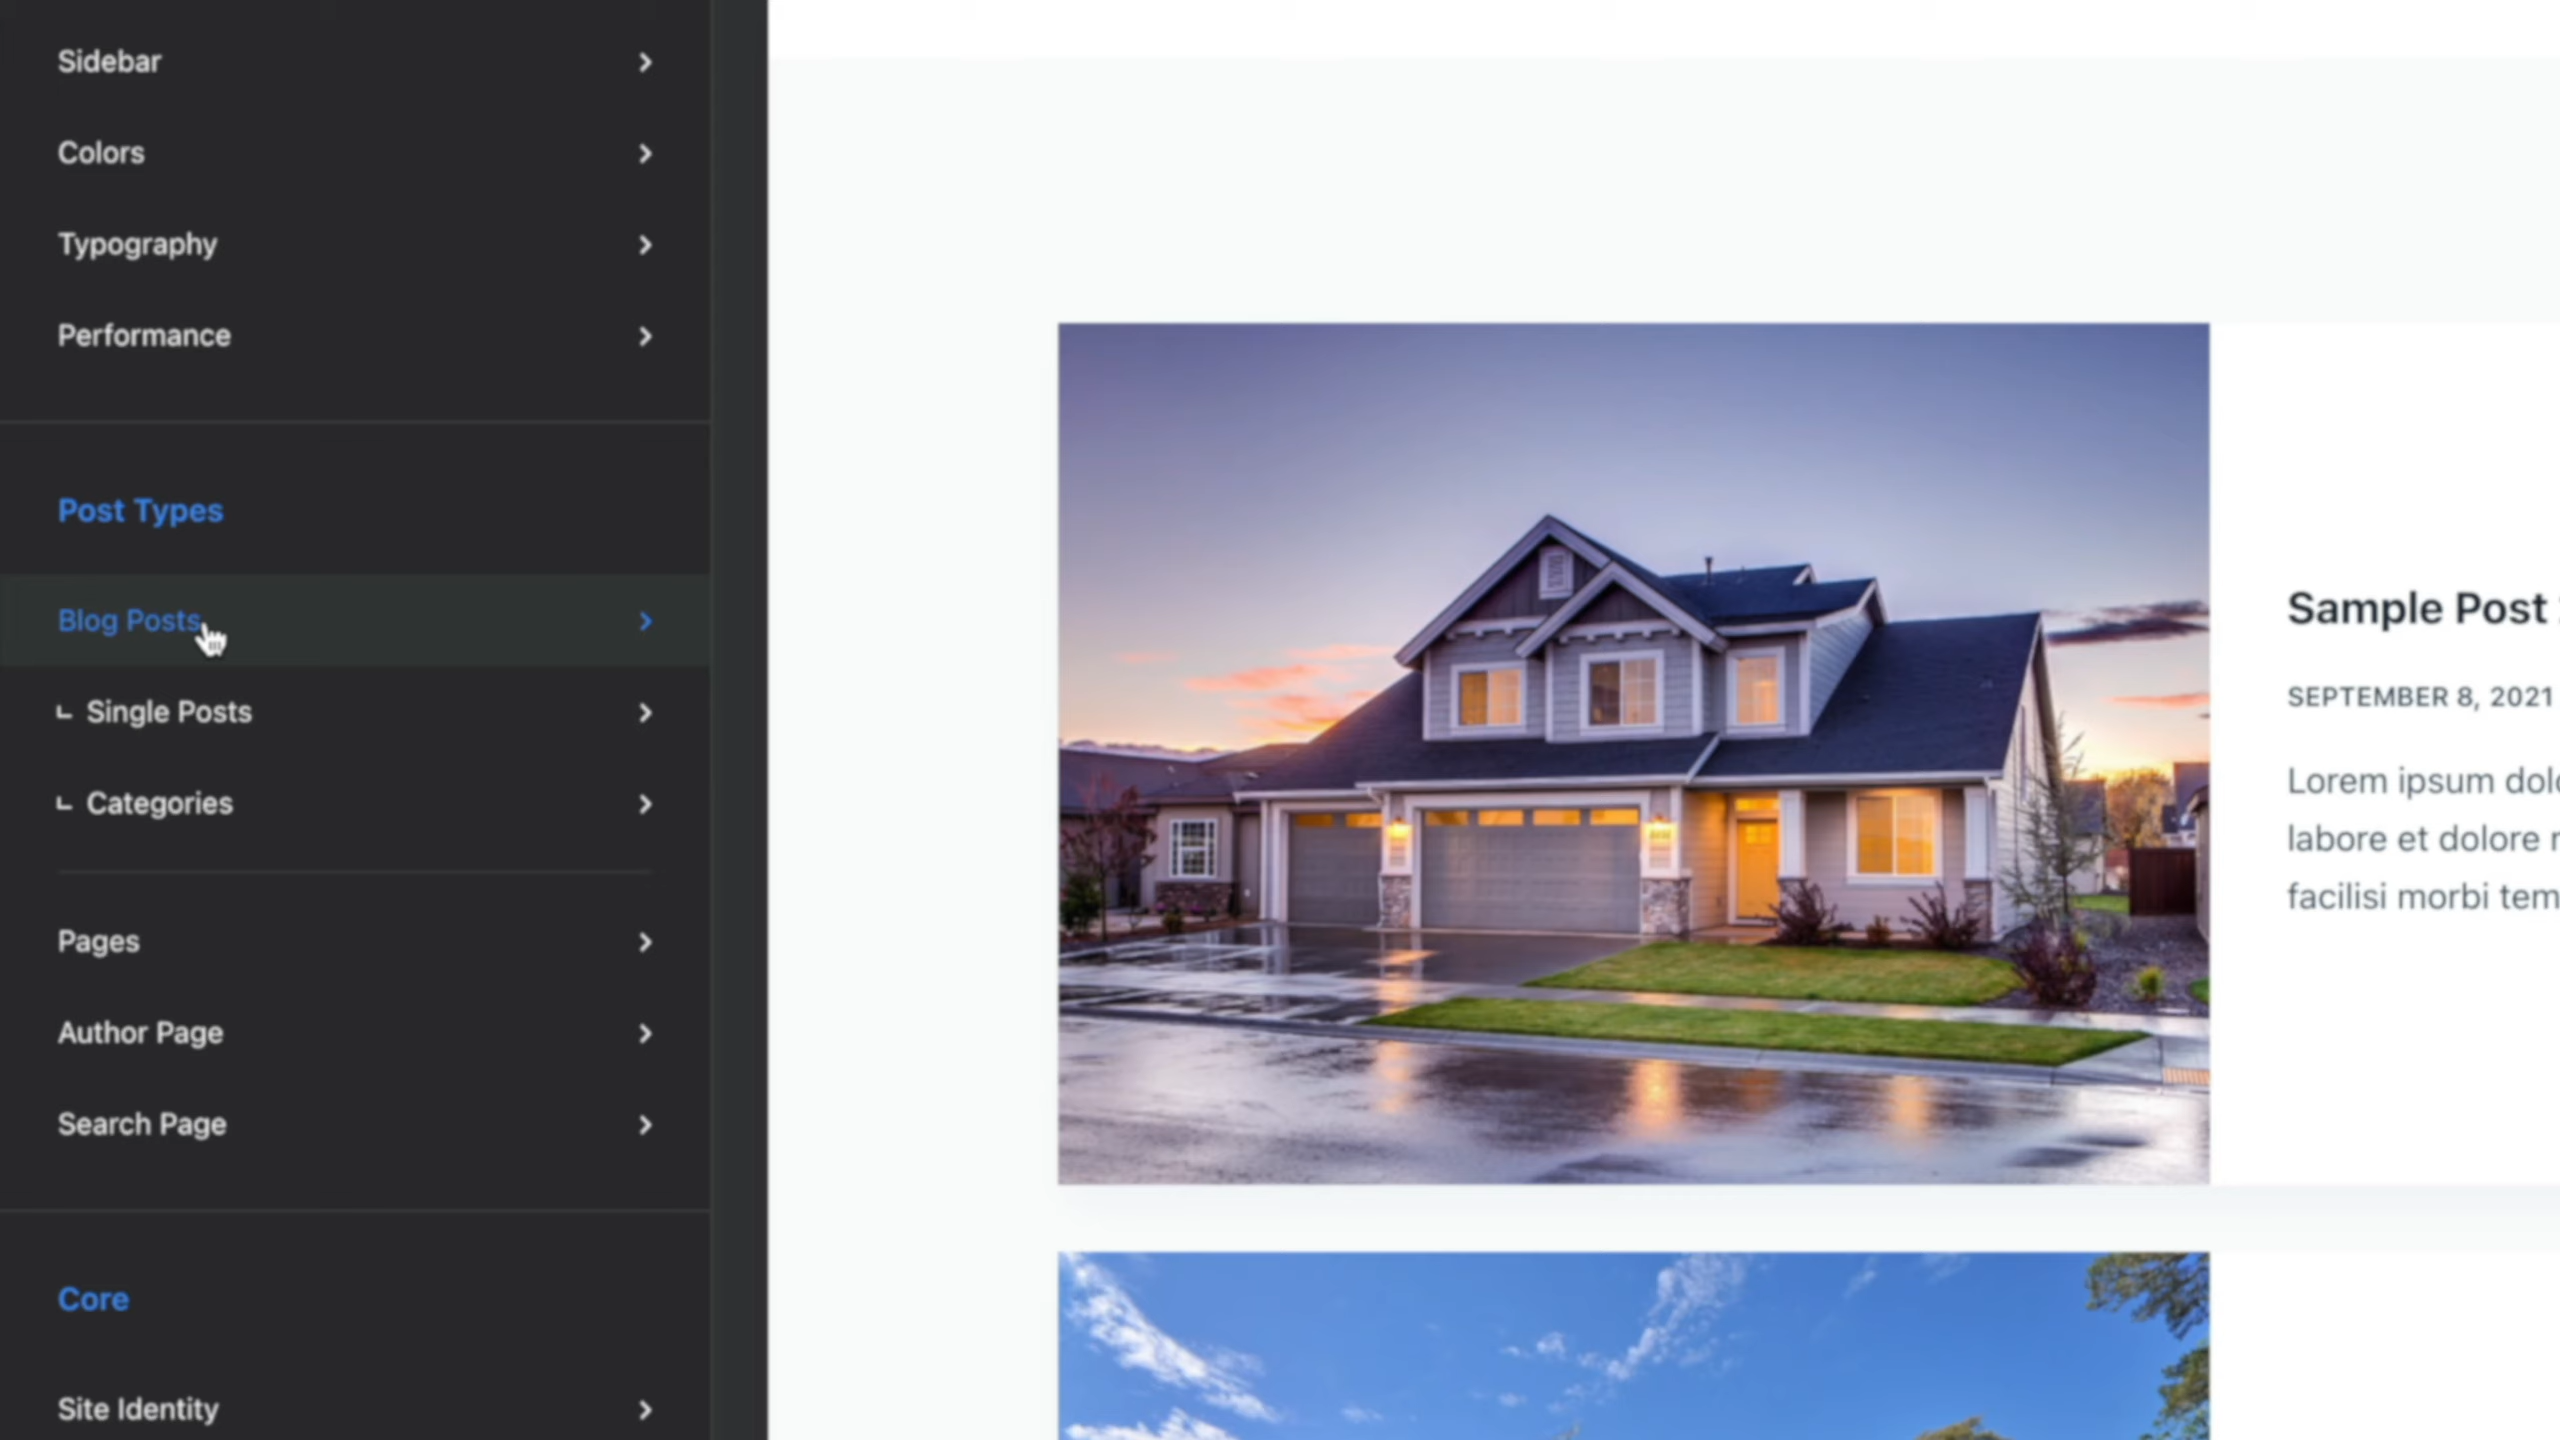 Sidebar
Colors
Typography
Performance
Post Types
Blog Posts
Single Posts
Categories
Pages
Author Page
Search Page
Core
Site Identity
Sample Post
SEPTEMBER 8, 2021
Lorem ipsum
labore et dolore
facilisi morbi